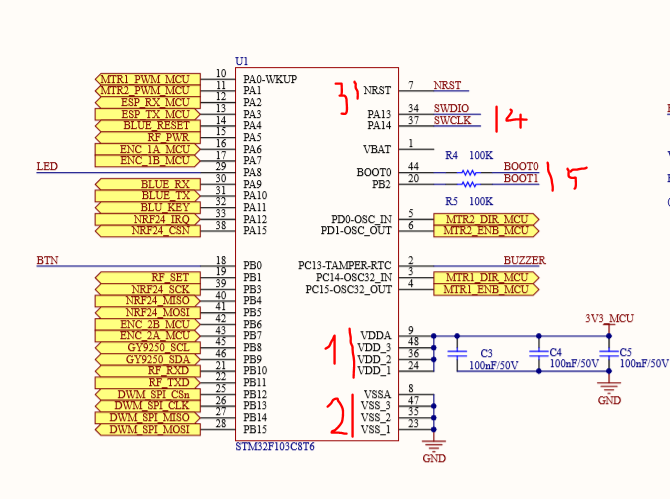 U1
MTR1_PWM_MCU 10 PA0-WKUP
MTR2_PWM_MCU 11 PA1
ESP_RX_MCU 12 PA2
ESP_TX_MCU 13 PA3
BLUE_RESET 14 PA4
RF_PWR 15 PA5
ENC_1A_MCU 16 PA6
ENC_1B_MCU 17 PA7
LED 29 PA8
BLUE_RX 30 PA9
BLUE_TX 31 PA10
BLU_KEY 32 PA11
NRF24_IRQ 33 PA12
NRF24_CSN 38 PA15
BTN 18 PB0
RF_SET 19 PB1
NRF24_SCK 39 PB3
NRF24_MISO 40 PB4
NRF24_MOSI 41 PB5
ENC_2B_MCU 42 PB6
ENC_2A_MCU 43 PB7
GY9250_SCL 45 PB8
GY9250_SDA 46 PB9
RF_RXD 21 PB10
RF_TXD 22 PB11
DWM_SPI_CSn 25 PB12
DWM_SPI_CLK 26 PB13
DWM_SPI_MISO 27 PB14
DWM_SPI_MOSI 28 PB15
STM32F103C8T6
3 NRST 7 NRST
PA13 34 SWDIO
PA14 37 SWCLK
4
VBAT 1
R4 100K
BOOT0 44 BOOT0
PB2 20 BOOT1
5
R5 100K
PD0-OSC_IN 5 MTR2_DIR_MCU
PD1-OSC_OUT 6 MTR2_ENB_MCU
PC13-TAMPER-RTC 2 BUZZER
PC14-OSC32_IN 3 MTR1_DIR_MCU
PC15-OSC32_OUT 4 MTR1_ENB_MCU
3V3_MCU
1
VDDA 9
VDD_3 48
VDD_2 36
VDD_1 24
C3 100nF/50V
C4 100nF/50V
C5 100nF/50V
GND
2
VSSA 8
VSS_3 47
VSS_2 35
VSS_1 23
GND